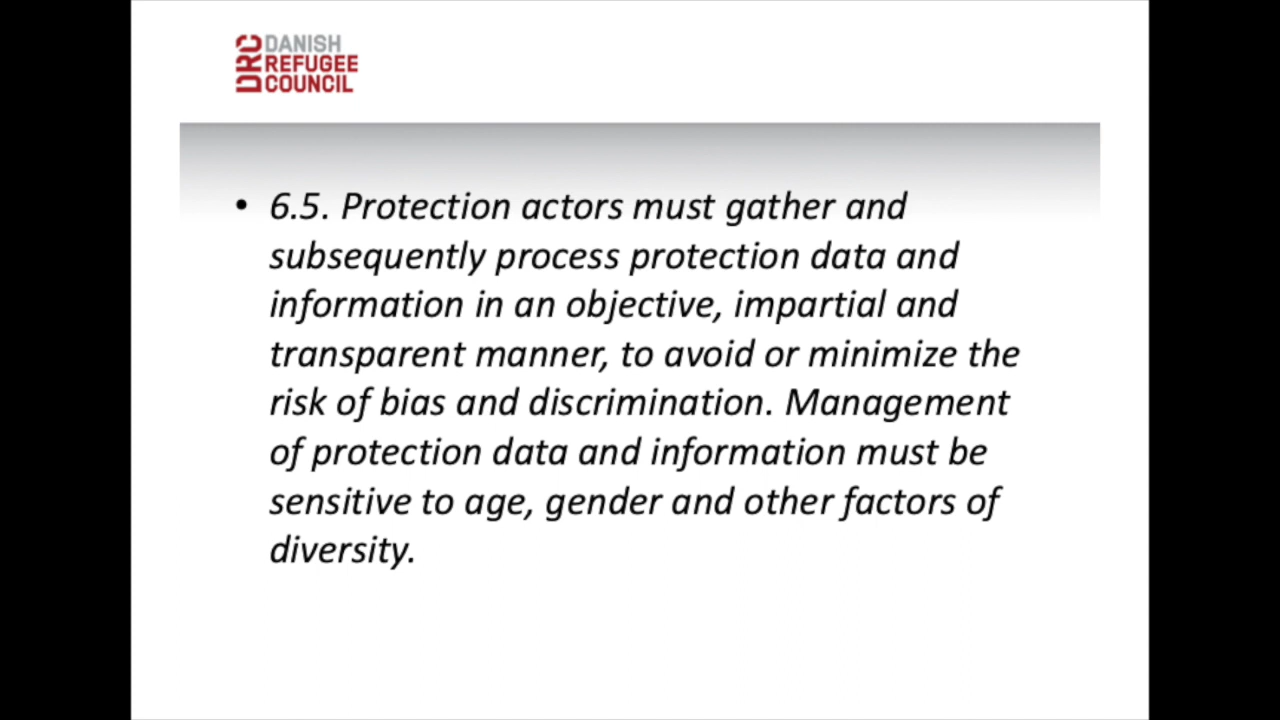 DRC DANISH
REFUGEE
COUNCIL
• 6.5. Protection actors must gather and
subsequently process protection data and
information in an objective, impartial and
transparent manner, to avoid or minimize the
risk of bias and discrimination. Management
of protection data and information must be
sensitive to age, gender and other factors of
diversity.